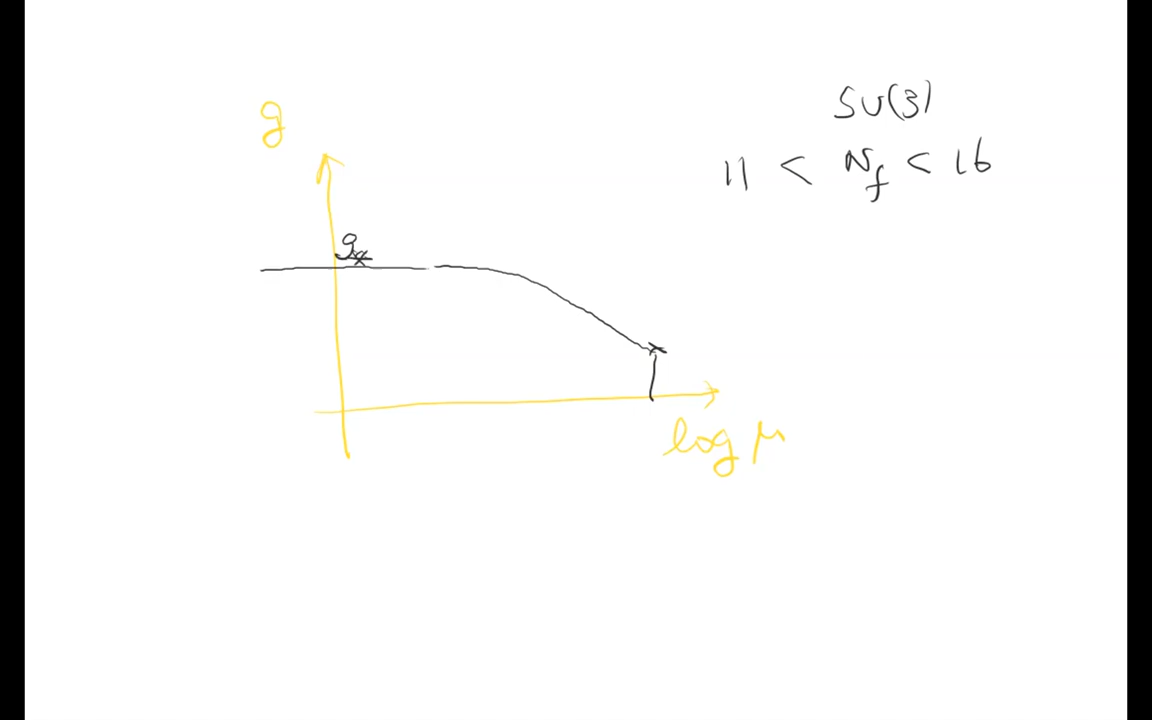 SU(3)
11 < N_f < 16
g
g_*
log μ